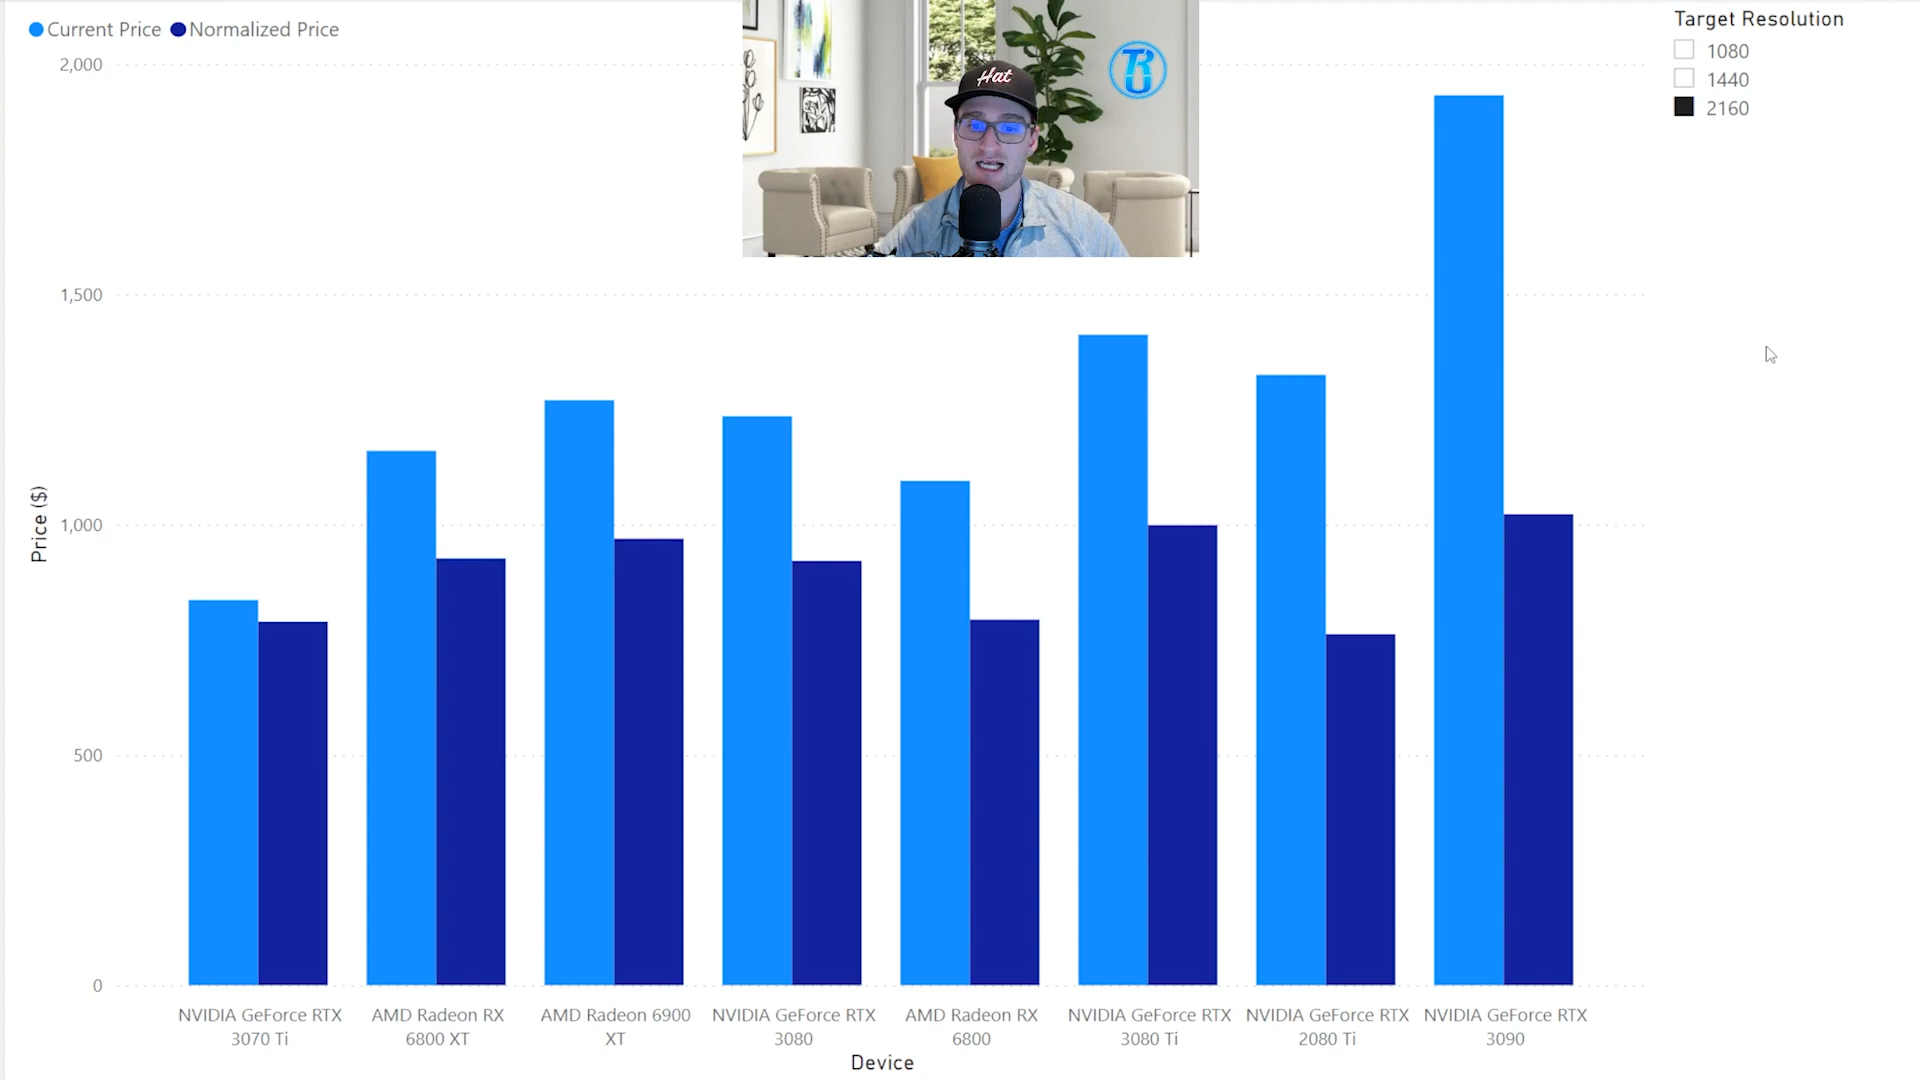 Current Price Normalized Price
Target Resolution
1080
1440
2160
Hat
TRU
2,000
1,500
1,000
500
0
Price ($)
NVIDIA GeForce RTX 3070 Ti
AMD Radeon RX 6800 XT
AMD Radeon 6900 XT
NVIDIA GeForce RTX 3080
AMD Radeon RX 6800
NVIDIA GeForce RTX 3080 Ti
NVIDIA GeForce RTX 2080 Ti
NVIDIA GeForce RTX 3090
Device